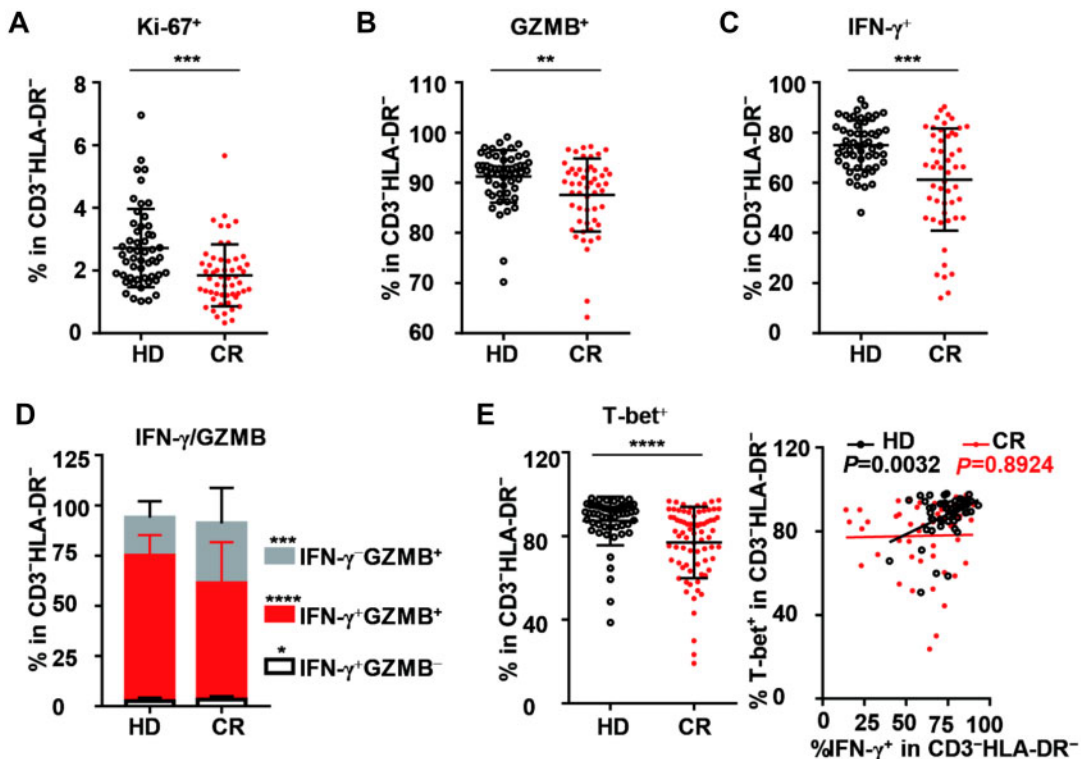 A
Ki-67⁺
***
% in CD3⁻HLA-DR⁻
8
6
4
2
0
HD CR
B
GZMB⁺
**
% in CD3⁻HLA-DR⁻
110
100
90
80
70
60
HD CR
C
IFN-γ⁺
***
% in CD3⁻HLA-DR⁻
100
80
60
40
20
0
HD CR
D
IFN-γ/GZMB
% in CD3⁻HLA-DR⁻
125
100
75
50
25
0
HD CR
*** IFN-γ⁻GZMB⁺
**** IFN-γ⁺GZMB⁺
* IFN-γ⁺GZMB⁻
E
T-bet⁺
****
% in CD3⁻HLA-DR⁻
120
80
40
0
HD CR
% T-bet⁺ in CD3⁻HLA-DR⁻
HD CR
P=0.0032 P=0.8924
120
80
40
0
0 25 50 75 100
%IFN-γ⁺ in CD3⁻HLA-DR⁻